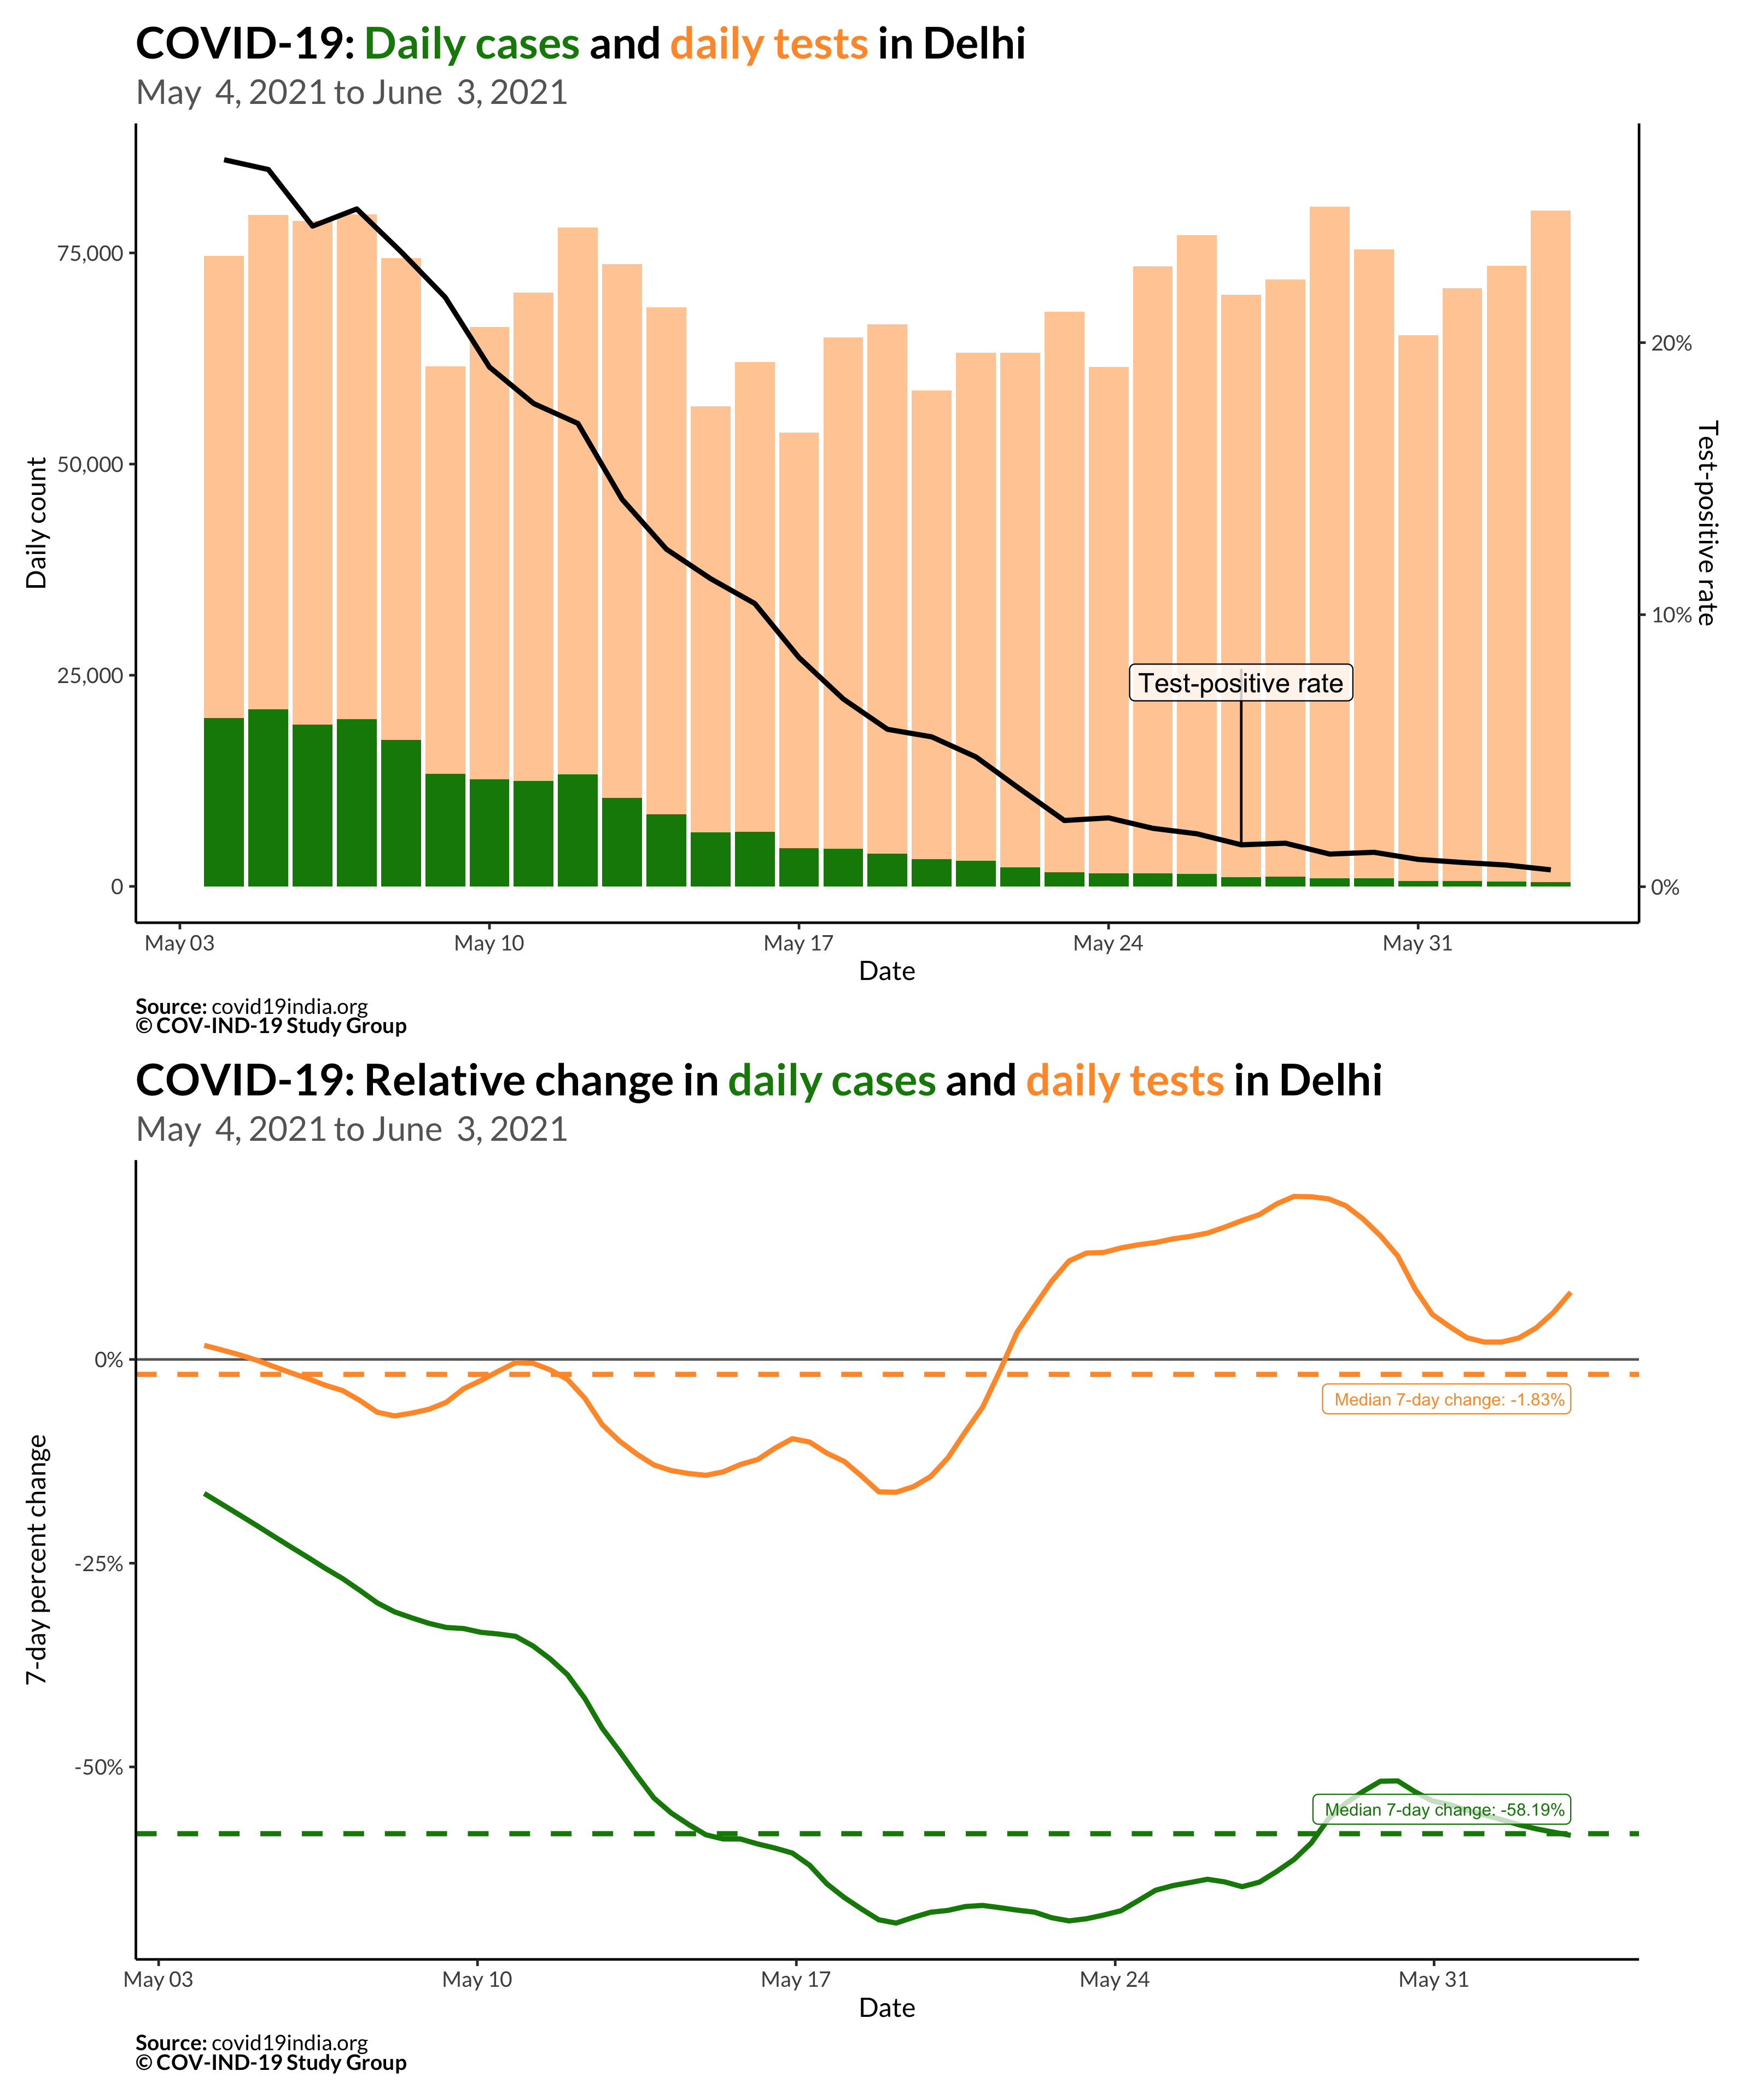 COVID-19: Daily cases and daily tests in Delhi
May 4, 2021 to June 3, 2021
Daily count
75,000
50,000
25,000
0
20%
10%
0%
Test-positive rate
Test-positive rate
May 03
May 10
May 17
May 24
May 31
Date
Source: covid19india.org
© COV-IND-19 Study Group
COVID-19: Relative change in daily cases and daily tests in Delhi
May 4, 2021 to June 3, 2021
7-day percent change
0%
-25%
-50%
Median 7-day change: -1.83%
Median 7-day change: -58.19%
May 03
May 10
May 17
May 24
May 31
Date
Source: covid19india.org
© COV-IND-19 Study Group